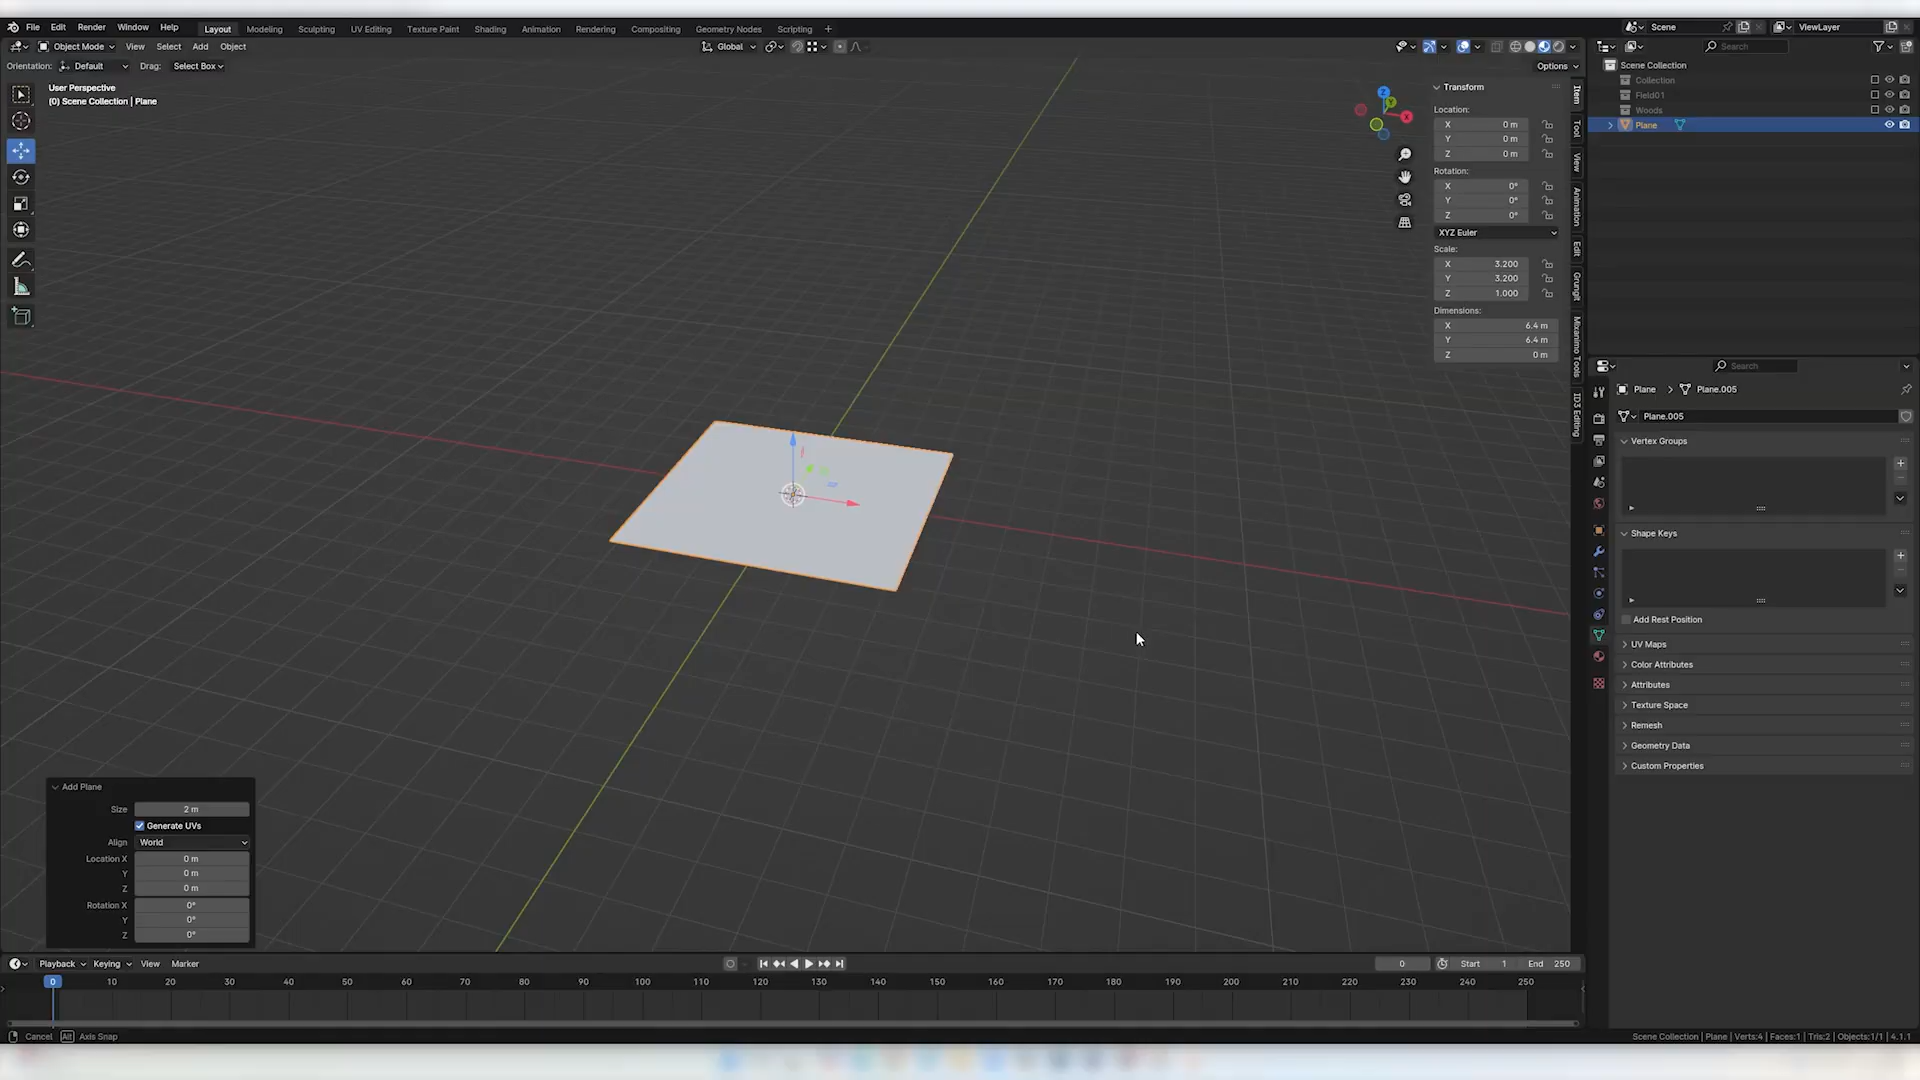 File Edit Render Window Help Layout Modeling Sculpting UV Editing Texture Paint Shading Animation Rendering Compositing Geometry Nodes Scripting + Scene ViewLayer
Object Mode View Select Add Object Global Search
Orientation: Default Drag: Select Box Options
User Perspective
(0) Scene Collection | Plane
Transform
Location:
X 0 m
Y 0 m
Z 0 m
Rotation:
X 0°
Y 0°
Z 0°
XYZ Euler
Scale:
X 3.200
Y 3.200
Z 1.000
Dimensions:
X 6.4 m
Y 6.4 m
Z 0 m
Item
Tool
View
Animation
Edit
Grungit
Mixanimo Tools
ID3 Editing
Scene Collection
Collection
Field01
Woods
Plane
Search
Plane > Plane.005
Plane.005
Vertex Groups
Shape Keys
Add Rest Position
UV Maps
Color Attributes
Attributes
Texture Space
Remesh
Geometry Data
Custom Properties
Add Plane
Size 2 m
Generate UVs
Align World
Location X 0 m
Y 0 m
Z 0 m
Rotation X 0°
Y 0°
Z 0°
Playback Keying View Marker 0 Start 1 End 250
0 10 20 30 40 50 60 70 80 90 100 110 120 130 140 150 160 170 180 190 200 210 220 230 240 250
Cancel Alt Axis Snap
Scene Collection | Plane | Verts:4 | Faces:1 | Tris:2 | Objects:1/1 | 4.1.1